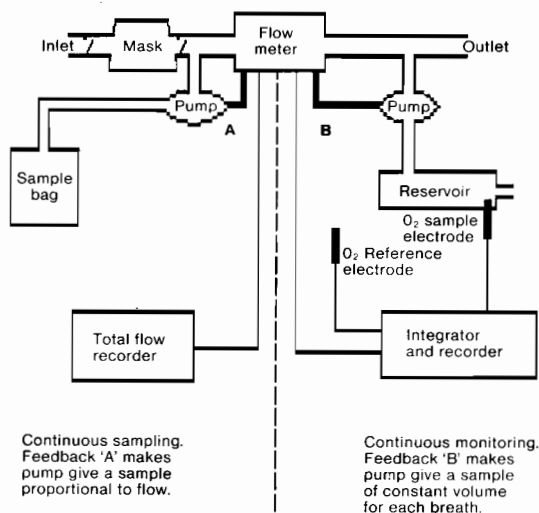 Inlet
Mask
Flow
meter
Outlet
Pump
A
B
Pump
Sample
bag
Reservoir
O₂ sample
electrode
O₂ Reference
electrode
Total flow
recorder
Integrator
and recorder
Continuous sampling.
Feedback 'A' makes
pump give a sample
proportional to flow.
Continuous monitoring.
Feedback 'B' makes
pump give a sample
of constant volume
for each breath.